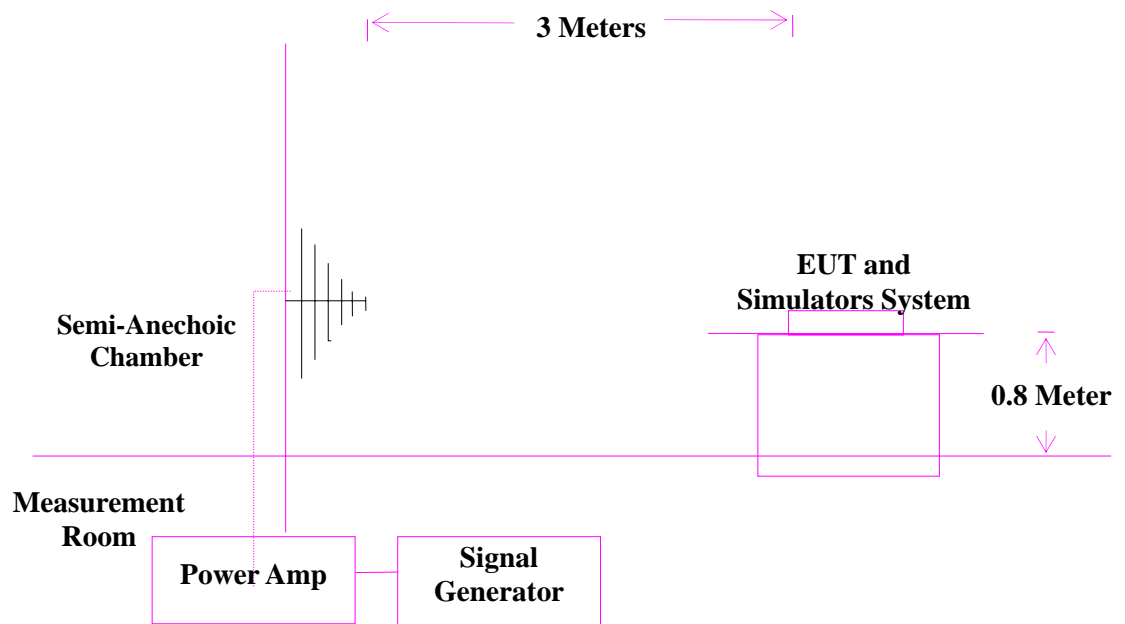 3 Meters
EUT and
Simulators System
Semi-Anechoic
Chamber
0.8 Meter
Measurement
Room
Power Amp
Signal
Generator